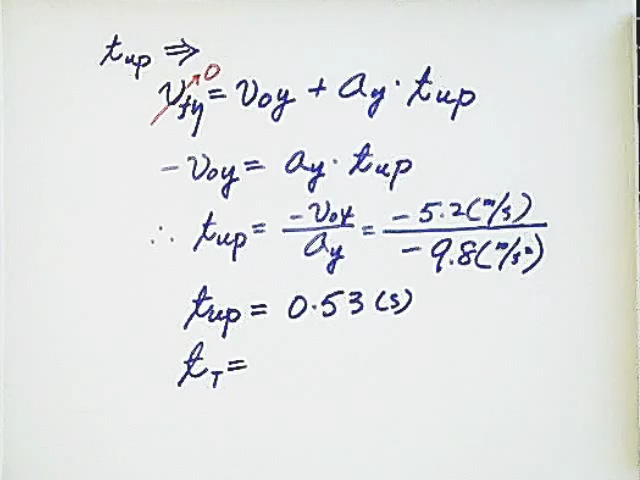 t_up ⇒
v_fy↗0 = v_oy + a_y · t_up
-v_oy = a_y · t_up
∴ t_up = -v_oy / a_y = -5.2(m/s) / -9.8(m/s²)
t_up = 0.53 (s)
t_T =